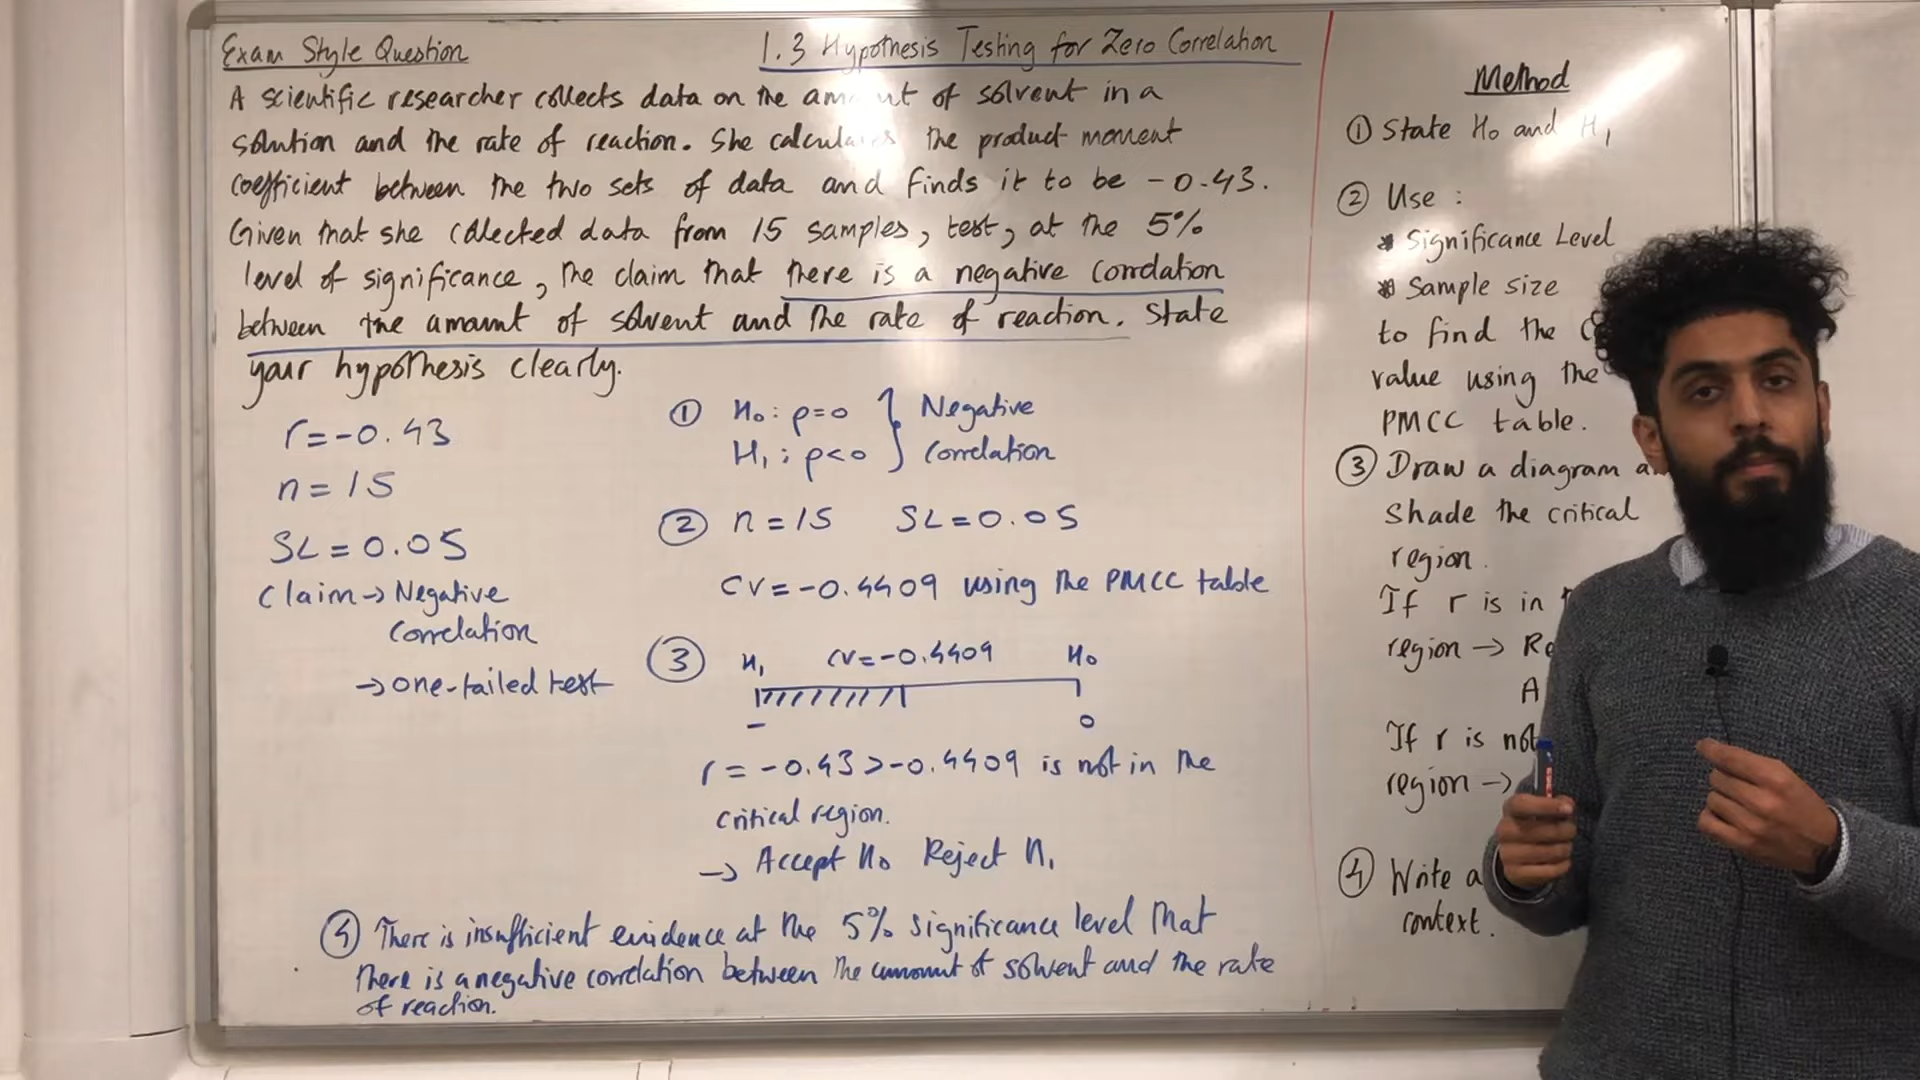 Exam Style Question
1.3 Hypothesis Testing for Zero Correlation
A scientific researcher collects data on the amount of solvent in a
solution and the rate of reaction. She calculates the product moment
coefficient between the two sets of data and finds it to be -0.43.
Given that she collected data from 15 samples, test, at the 5%
level of significance, the claim that there is a negative correlation
between the amount of solvent and the rate of reaction. State
your hypothesis clearly.
r=-0.43
n=15
SL=0.05
Claim→Negative
Correlation
→one-tailed test
① H₀: ρ=0 } Negative
H₁: ρ<0 Correlation
② n=15 SL=0.05
CV=-0.4409 using the PMCC table
③ H₁ CV=-0.4409 H₀
- 0
r=-0.43>-0.4409 is not in the
critical region.
→ Accept H₀ Reject H₁
④ There is insufficient evidence at the 5% significance level that
there is a negative correlation between the amount of solvent and the rate
of reaction.
Method
① State H₀ and H₁
② Use:
* Significance Level
* Sample size
to find the
value using the
PMCC table.
③ Draw a diagram
Shade the critical
region.
If r is in
region →
A
If r is not
region →
④ Write a
context.